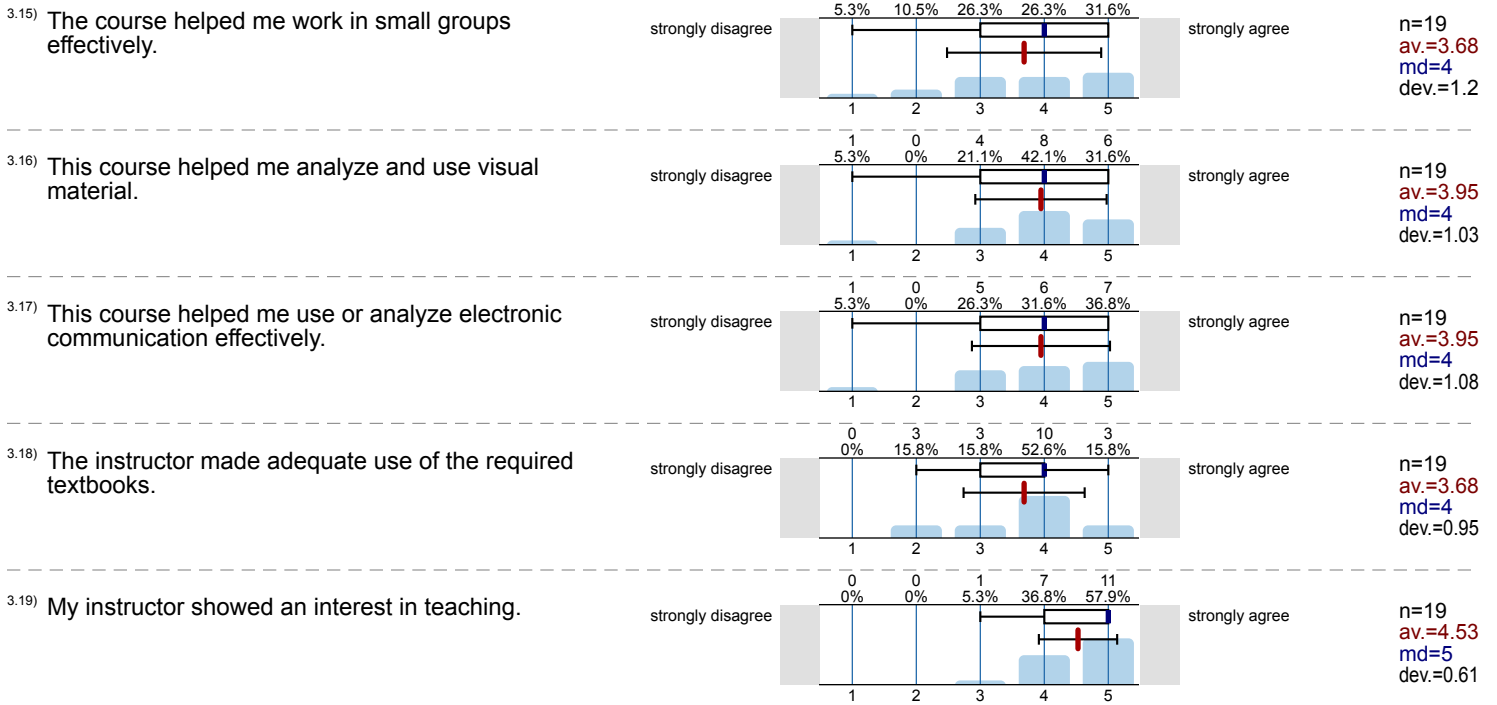 3.15) The course helped me work in small groups
effectively.
strongly disagree
5.3% 10.5% 26.3% 26.3% 31.6%
1 2 3 4 5
strongly agree
n=19
av.=3.68
md=4
dev.=1.2
3.16) This course helped me analyze and use visual
material.
strongly disagree
1 0 4 8 6
5.3% 0% 21.1% 42.1% 31.6%
1 2 3 4 5
strongly agree
n=19
av.=3.95
md=4
dev.=1.03
3.17) This course helped me use or analyze electronic
communication effectively.
strongly disagree
1 0 5 6 7
5.3% 0% 26.3% 31.6% 36.8%
1 2 3 4 5
strongly agree
n=19
av.=3.95
md=4
dev.=1.08
3.18) The instructor made adequate use of the required
textbooks.
strongly disagree
0 3 3 10 3
0% 15.8% 15.8% 52.6% 15.8%
1 2 3 4 5
strongly agree
n=19
av.=3.68
md=4
dev.=0.95
3.19) My instructor showed an interest in teaching.
strongly disagree
0 0 1 7 11
0% 0% 5.3% 36.8% 57.9%
1 2 3 4 5
strongly agree
n=19
av.=4.53
md=5
dev.=0.61